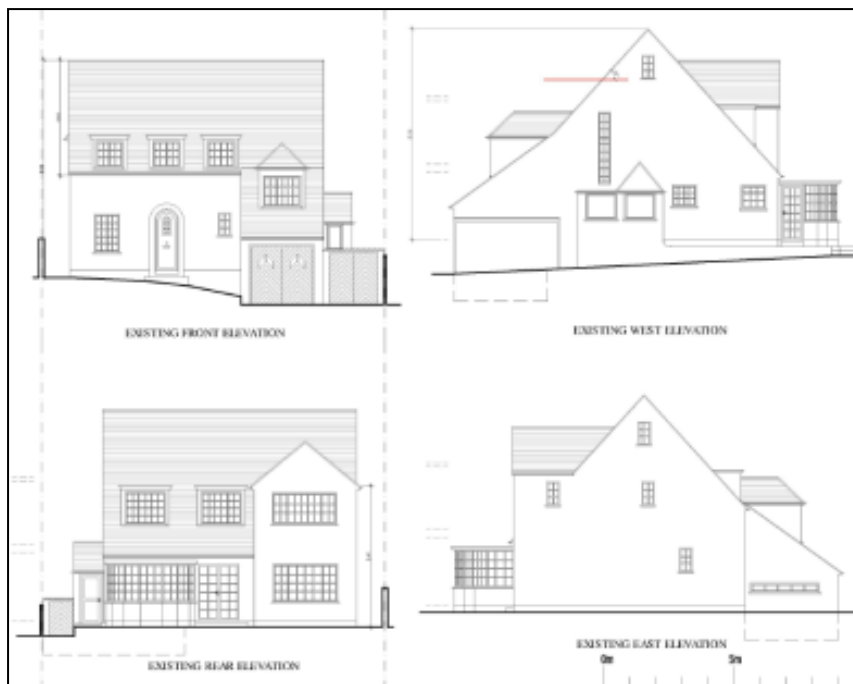 EXISTING FRONT ELEVATION
EXISTING WEST ELEVATION
EXISTING REAR ELEVATION
EXISTING EAST ELEVATION
0m 5m